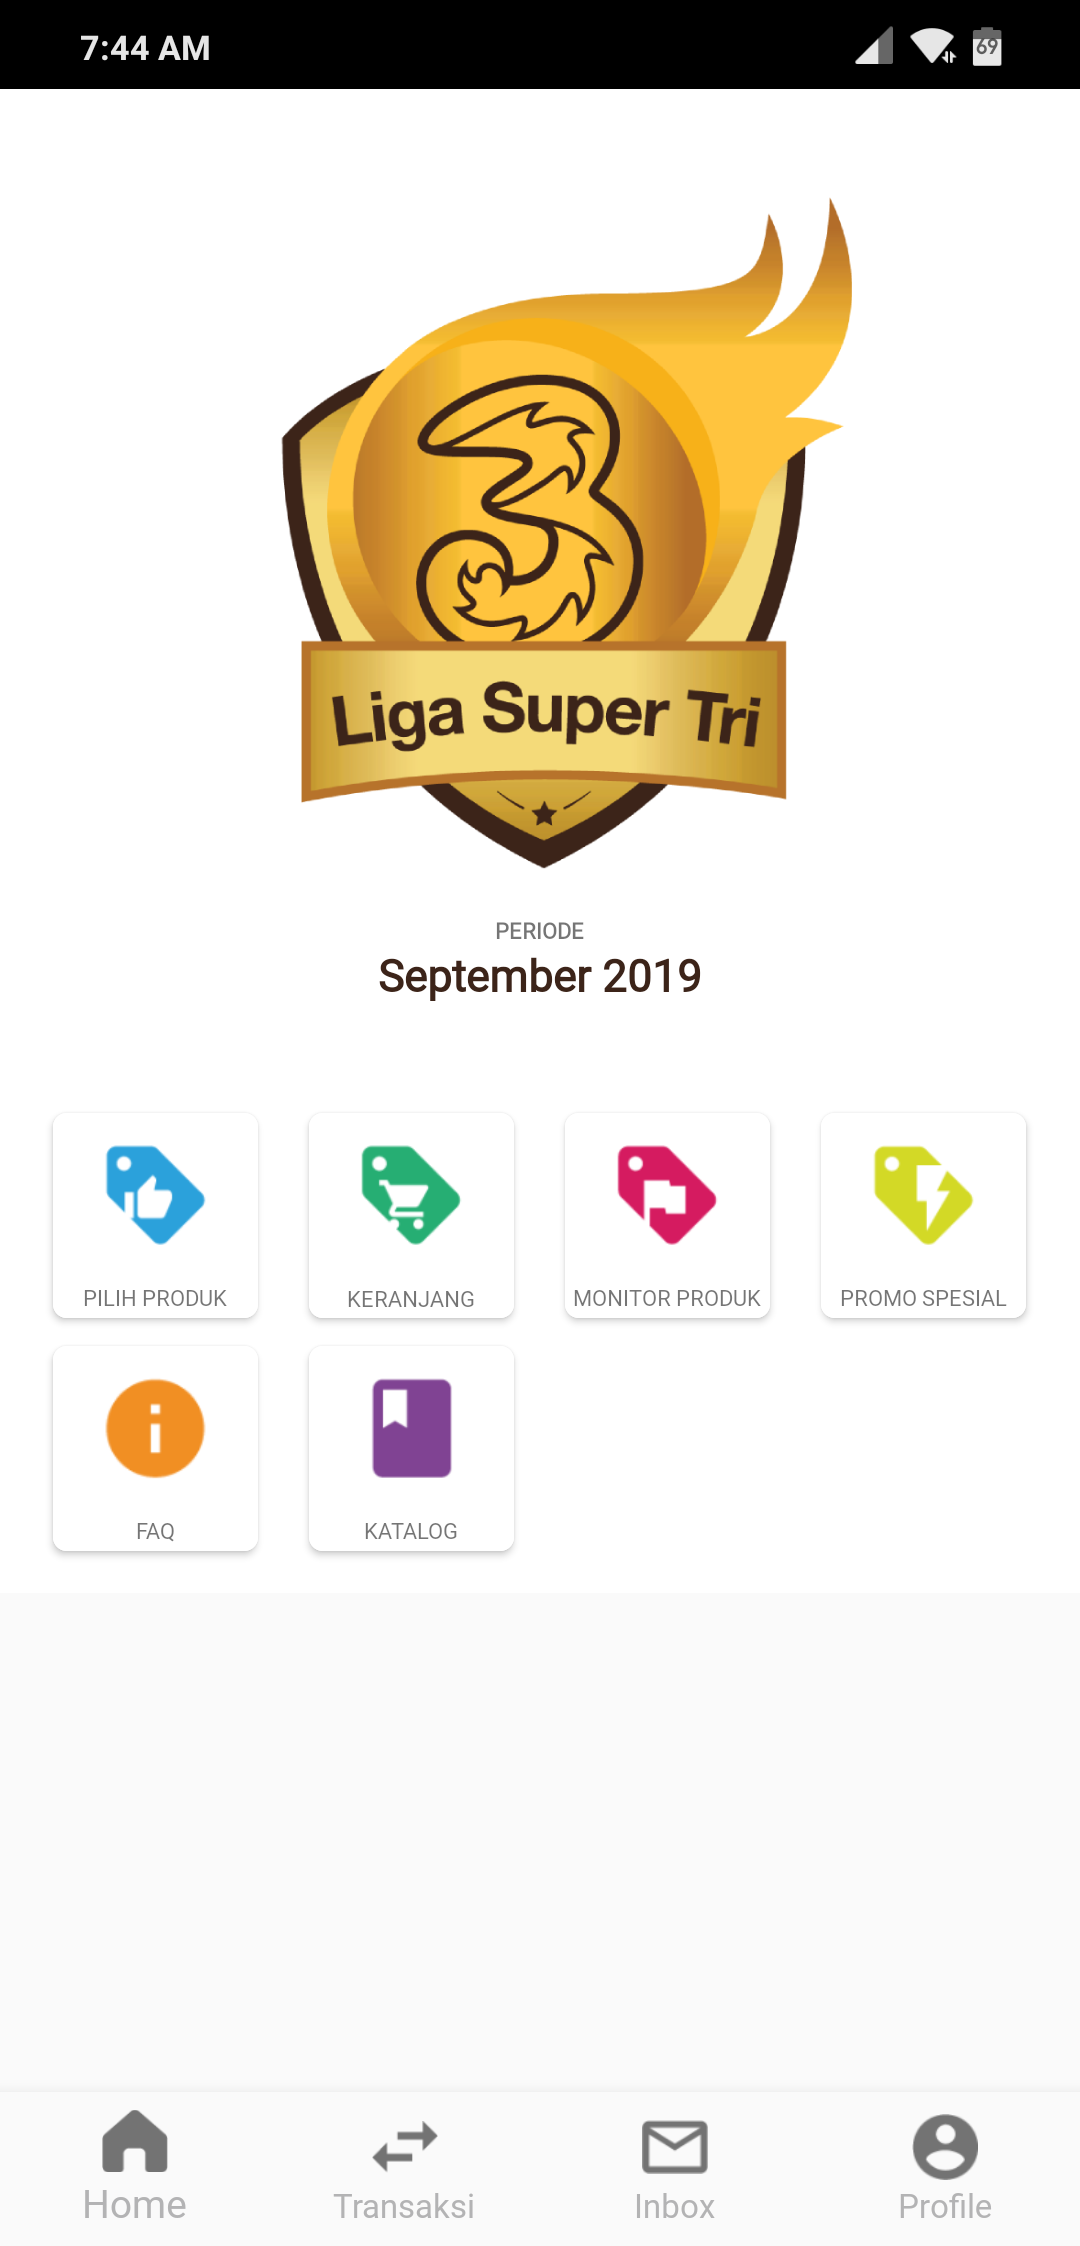 7:44 AM
69
3
Liga Super Tri
PERIODE
September 2019
PILIH PRODUK
KERANJANG
MONITOR PRODUK
PROMO SPESIAL
FAQ
KATALOG
Home
Transaksi
Inbox
Profile